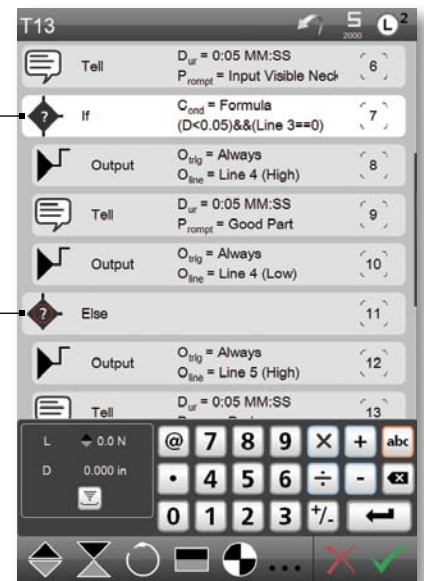 T13
5
2000
L2
Tell
Dur = 0:05 MM:SS
Prompt = Input Visible Neck
6
If
Cond = Formula
(D<0.05)&&(Line 3==0)
7
Output
Otrig = Always
Oline = Line 4 (High)
8
Tell
Dur = 0:05 MM:SS
Prompt = Good Part
9
Output
Otrig = Always
Oline = Line 4 (Low)
10
Else
11
Output
Otrig = Always
Oline = Line 5 (High)
12
Tell
Dur = 0:05 MM:SS
13
L 0.0 N
D 0.000 in
@ 7 8 9 × + abc
• 4 5 6 ÷ -
0 1 2 3 +/-
...